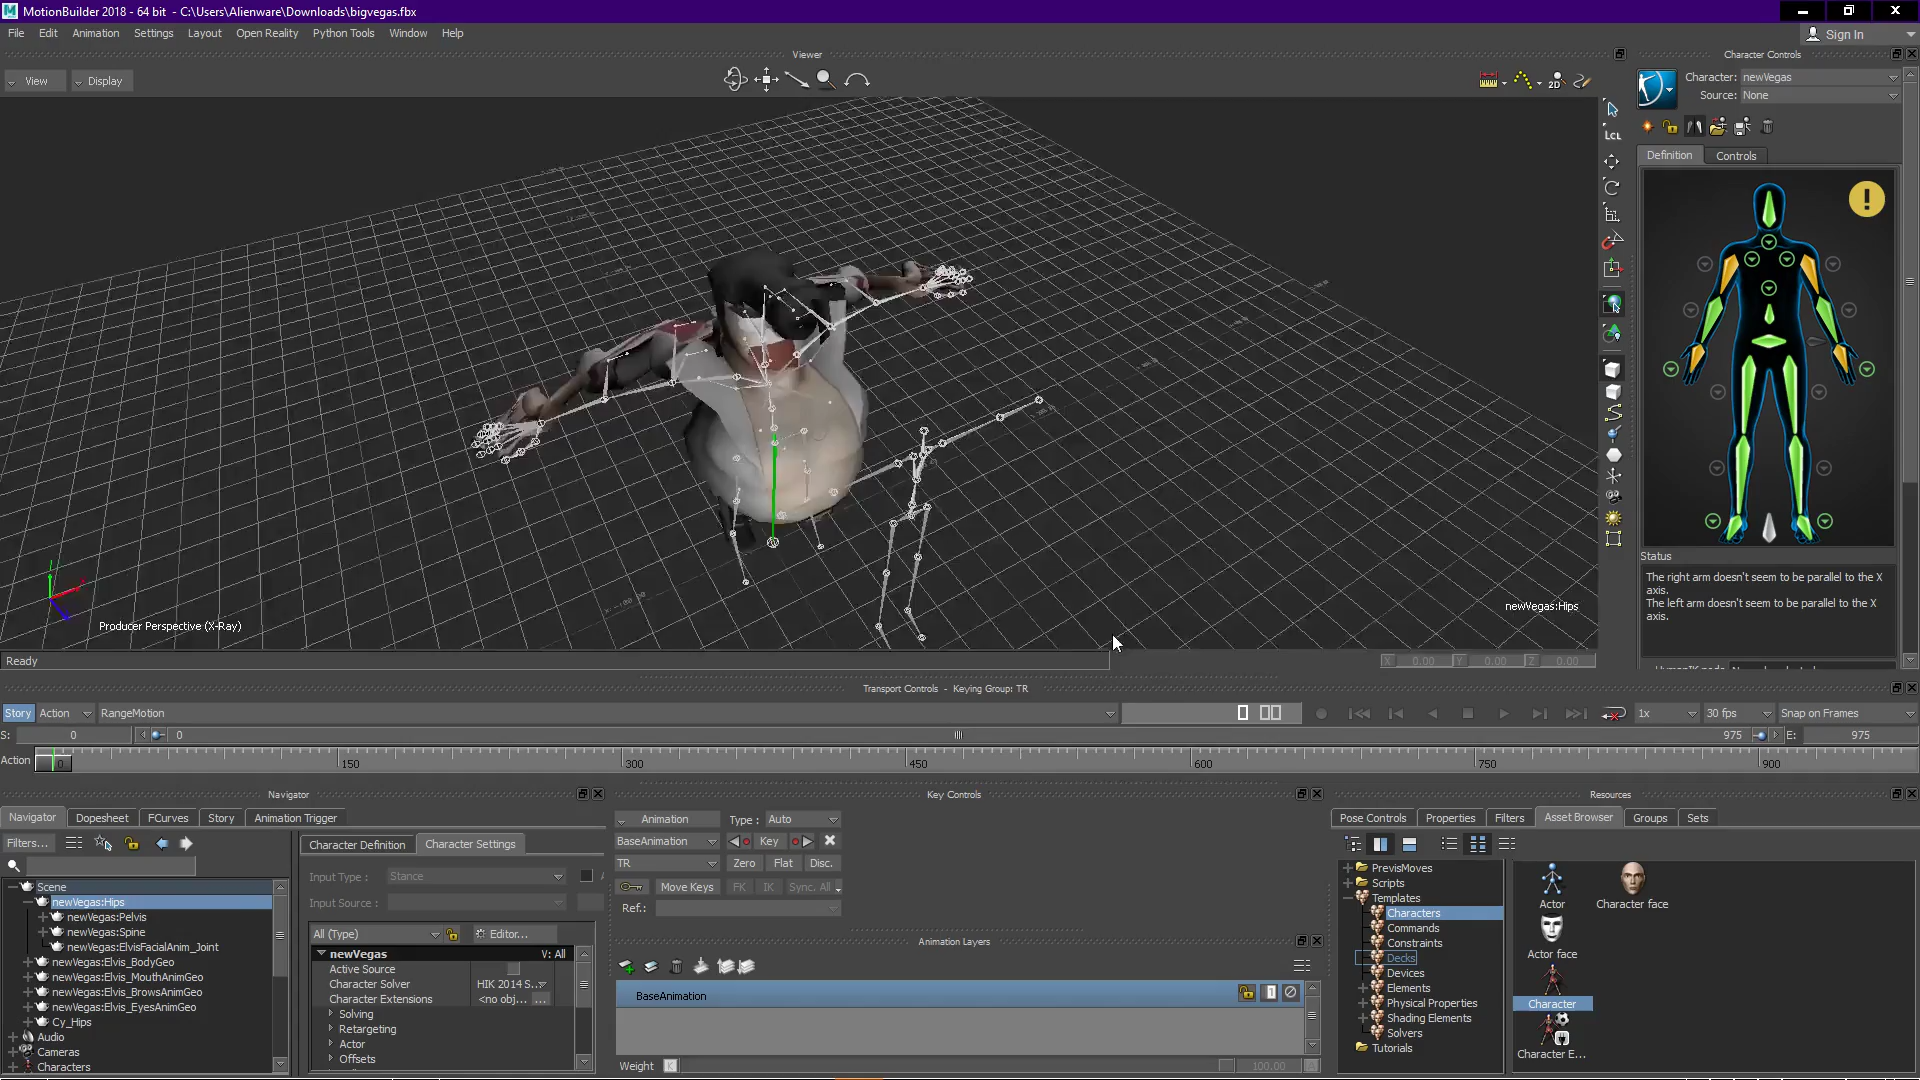 MotionBuilder 2018 - 64 bit - C:\Users\Alienware\Downloads\bigvegas.fbx
File Edit Animation Settings Layout Open Reality Python Tools Window Help
Sign In
Viewer
Character Controls
View Display
Character: newVegas
Source: None
2D
LCL
Definition Controls
Status
The right arm doesn't seem to be parallel to the X
axis.
The left arm doesn't seem to be parallel to the X
axis.
newVegas:Hips
Producer Perspective (X-Ray)
Ready
X 0.00 Y 0.00 Z 0.00
Transport Controls - Keying Group: TR
Story Action RangeMotion
1x 30 fps Snap on Frames
S: 0 0 975 E: 975
Action 0 150 300 450 600 750 900
Navigator
Navigator Dopesheet FCurves Story Animation Trigger
Filters...
Scene
newVegas:Hips
newVegas:Pelvis
newVegas:Spine
newVegas:ElvisFacialAnim_Joint
newVegas:Elvis_BodyGeo
newVegas:Elvis_MouthAnimGeo
newVegas:Elvis_BrowsAnimGeo
newVegas:Elvis_EyesAnimGeo
Cy_Hips
Audio
Cameras
Characters
Character Definition Character Settings
Input Type : Stance
Input Source :
All (Type) Editor...
newVegas V: All
Active Source
Character Solver HIK 2014 S...
Character Extensions <no obj... ...
Solving
Retargeting
Actor
Offsets
Key Controls
Animation Type : Auto
BaseAnimation Key
TR Zero Flat Disc.
Move Keys FK IK Sync. All
Ref.:
Animation Layers
BaseAnimation
Weight K 100.00 A
Resources
Pose Controls Properties Filters Asset Browser Groups Sets
PrevisMoves
Scripts
Templates
Characters
Commands
Constraints
Decks
Devices
Elements
Physical Properties
Shading Elements
Solvers
Tutorials
Actor Character face
Actor face
Character
Character E...